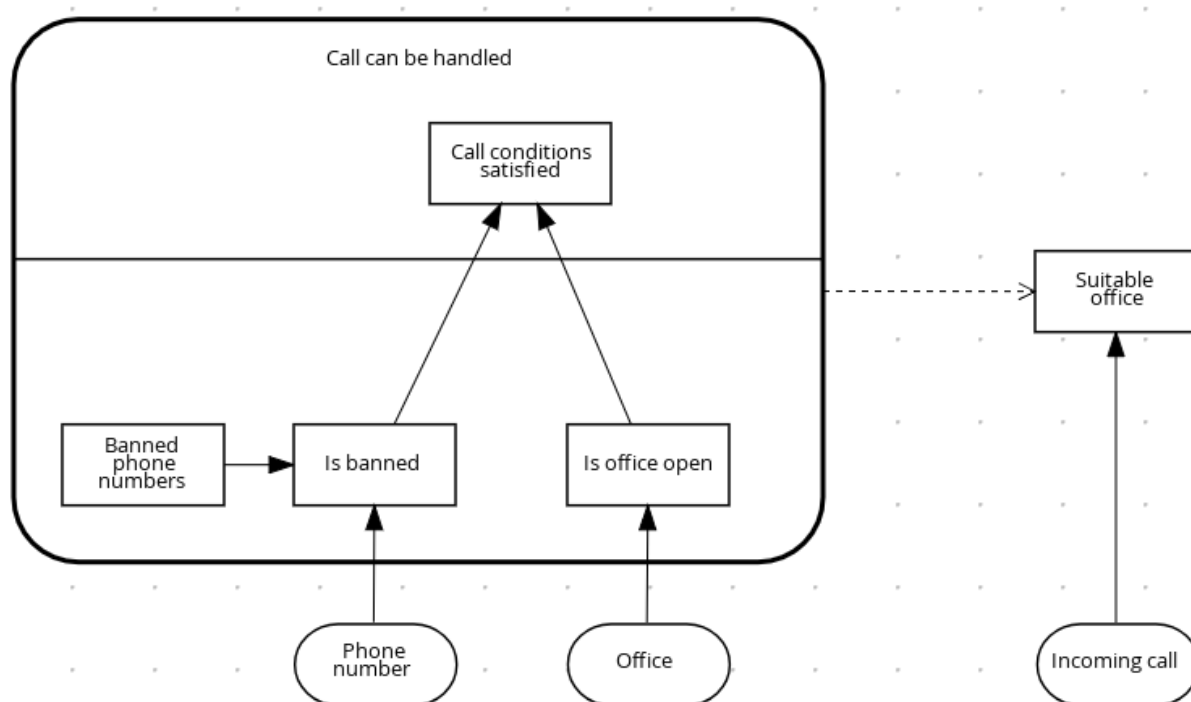 Call can be handled
Call conditions
satisfied
Suitable
office
Banned
phone
numbers
Is banned
Is office open
Phone
number
Office
Incoming call